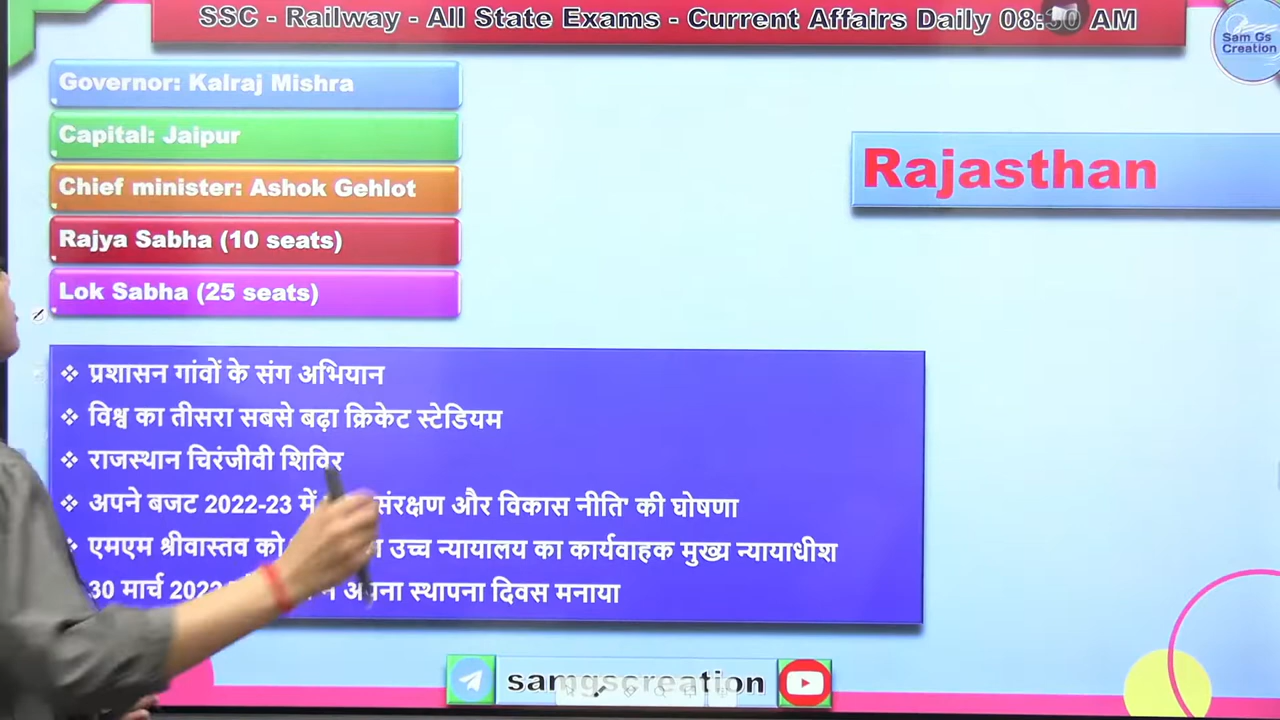 SSC - Railway - All State Exams - Current Affairs Daily 08:30 AM
Sam Gs
Creation
Governor: Kalraj Mishra
Capital: Jaipur
Chief minister: Ashok Gehlot
Rajya Sabha (10 seats)
Lok Sabha (25 seats)
Rajasthan
❖ प्रशासन गांवों के संग अभियान
❖ विश्व का तीसरा सबसे बढ़ा क्रिकेट स्टेडियम
❖ राजस्थान चिरंजीवी शिविर
❖ अपने बजट 2022-23 में संरक्षण और विकास नीति' की घोषणा
❖ एमएम श्रीवास्तव को उच्च न्यायालय का कार्यवाहक मुख्य न्यायाधीश
30 मार्च 2022 ने अपना स्थापना दिवस मनाया
samgscreation